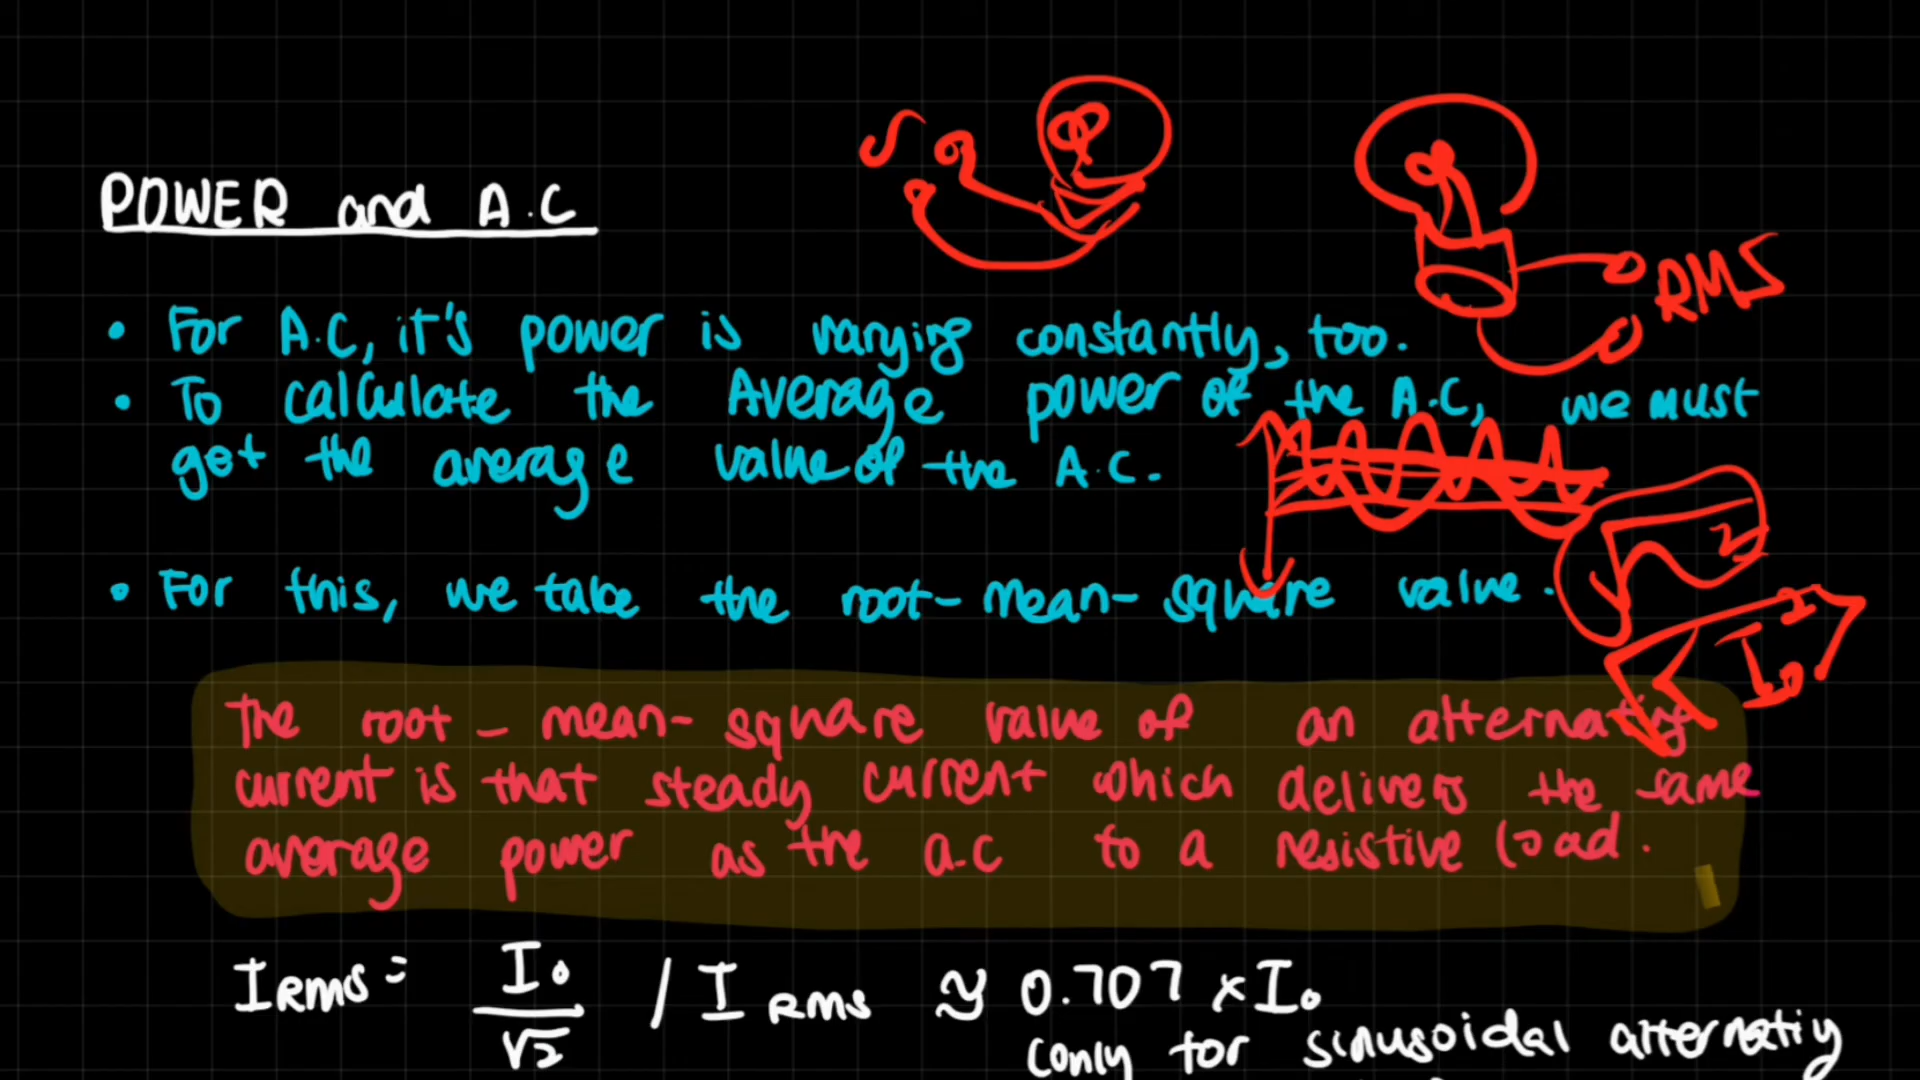 POWER and A.C
RMS
• For A.C, it's power is varying constantly, too.
• To calculate the Average power of the A.C, we must
get the average value of the A.C.
• For this, we take the root-mean-square value.
The root-mean-square value of an alternating
current is that steady current which delivers the same
average power as the a.c to a resistive load.
IRMS = I₀/√2 / I RMS ≈ 0.707 × I₀
(only for sinusoidal